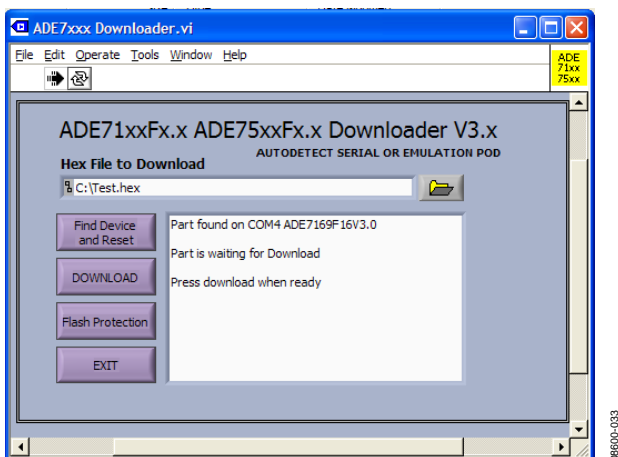 ADE7xxx Downloader.vi
File Edit Operate Tools Window Help
ADE
71xx
75xx
ADE71xxFx.x ADE75xxFx.x Downloader V3.x
AUTODETECT SERIAL OR EMULATION POD
Hex File to Download
C:\Test.hex
Find Device
and Reset
Part found on COM4 ADE7169F16V3.0
Part is waiting for Download
DOWNLOAD
Press download when ready
Flash Protection
EXIT